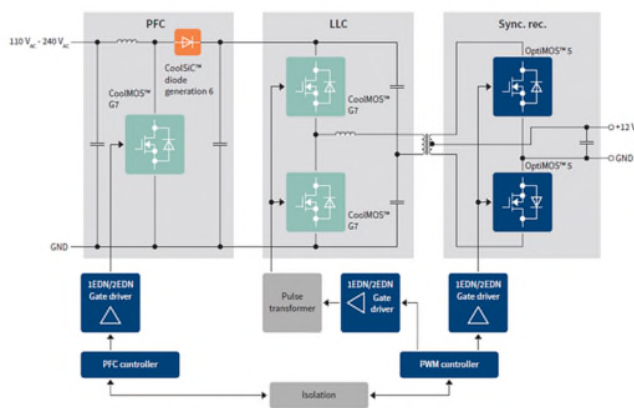 PFC
LLC
Sync. rec.
110 V AC - 240 V AC
CoolSiC™
diode
generation 6
CoolMOS™
G7
CoolMOS™
G7
CoolMOS™
G7
OptiMOS™ 5
OptiMOS™ 5
+12 V
GND
GND
1EDN/2EDN
Gate driver
Pulse
transformer
1EDN/2EDN
Gate
driver
1EDN/2EDN
Gate driver
PFC controller
PWM controller
Isolation